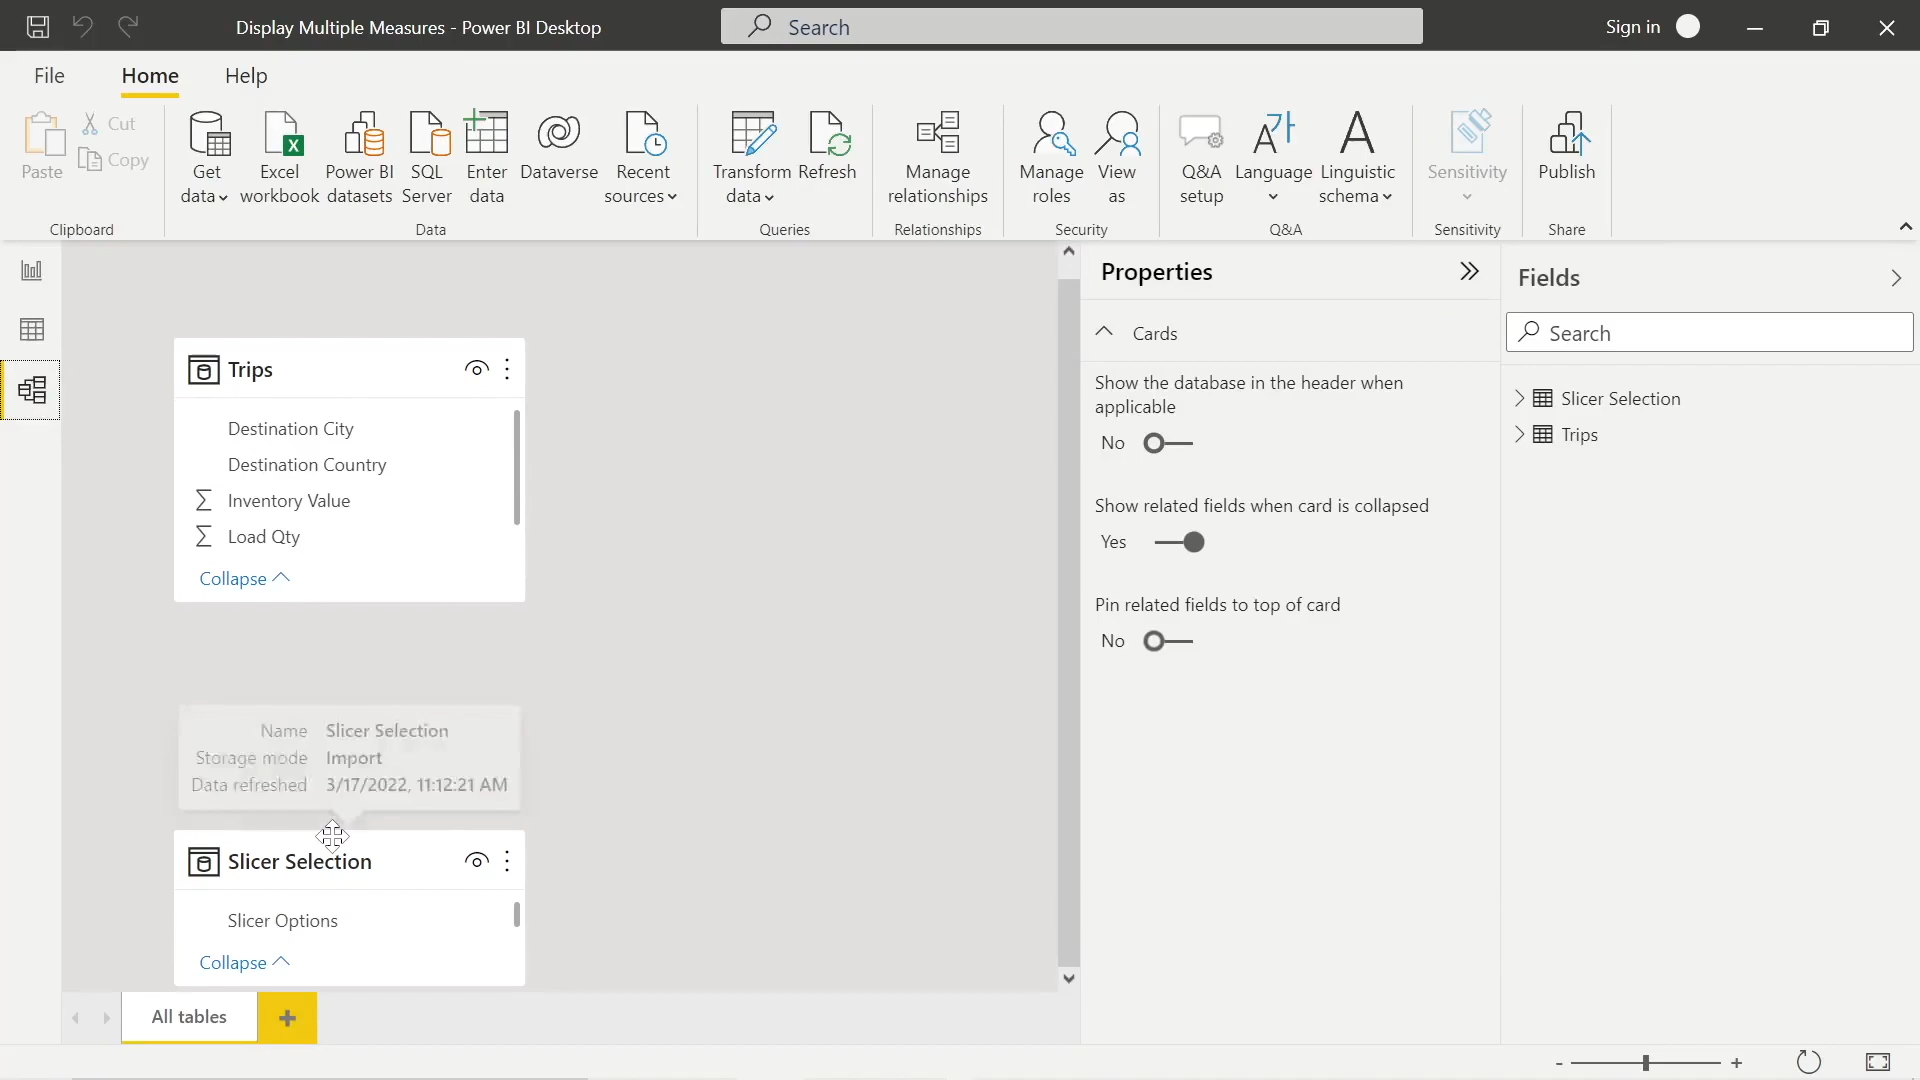 Display Multiple Measures - Power BI Desktop
Search
Sign in
File
Home
Help
Paste
Cut
Copy
Clipboard
Get
data
Excel
workbook
Power BI
datasets
SQL
Server
Enter
data
Dataverse
Recent
sources
Data
Transform
data
Refresh
Queries
Manage
relationships
Relationships
Manage
roles
View
as
Security
Q&A
setup
Language
Linguistic
schema
Q&A
Sensitivity
Sensitivity
Publish
Share
Trips
Destination City
Destination Country
Inventory Value
Load Qty
Collapse
Name Slicer Selection
Storage mode Import
Data refreshed 3/17/2022, 11:12:21 AM
Slicer Selection
Slicer Options
Collapse
All tables
Properties
Cards
Show the database in the header when
applicable
No
Show related fields when card is collapsed
Yes
Pin related fields to top of card
No
Fields
Search
Slicer Selection
Trips